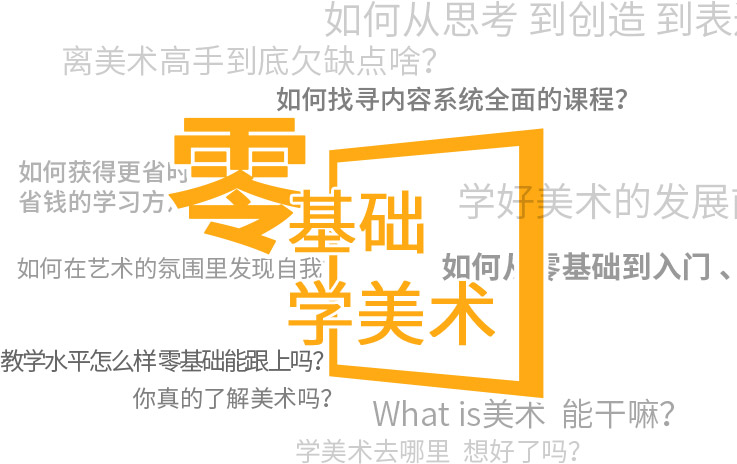 如何从思考 到创造 到表
离美术高手到底欠缺点啥?
如何找寻内容系统全面的课程?
零
如何获得更省时
省钱的学习方
基础
学好美术的发展
如何在艺术的氛围里发现自我
如何从零基础到入门、
学美术
教学水平怎么样 零基础能跟上吗?
你真的了解美术吗?
What is美术 能干嘛?
学美术去哪里 想好了吗?